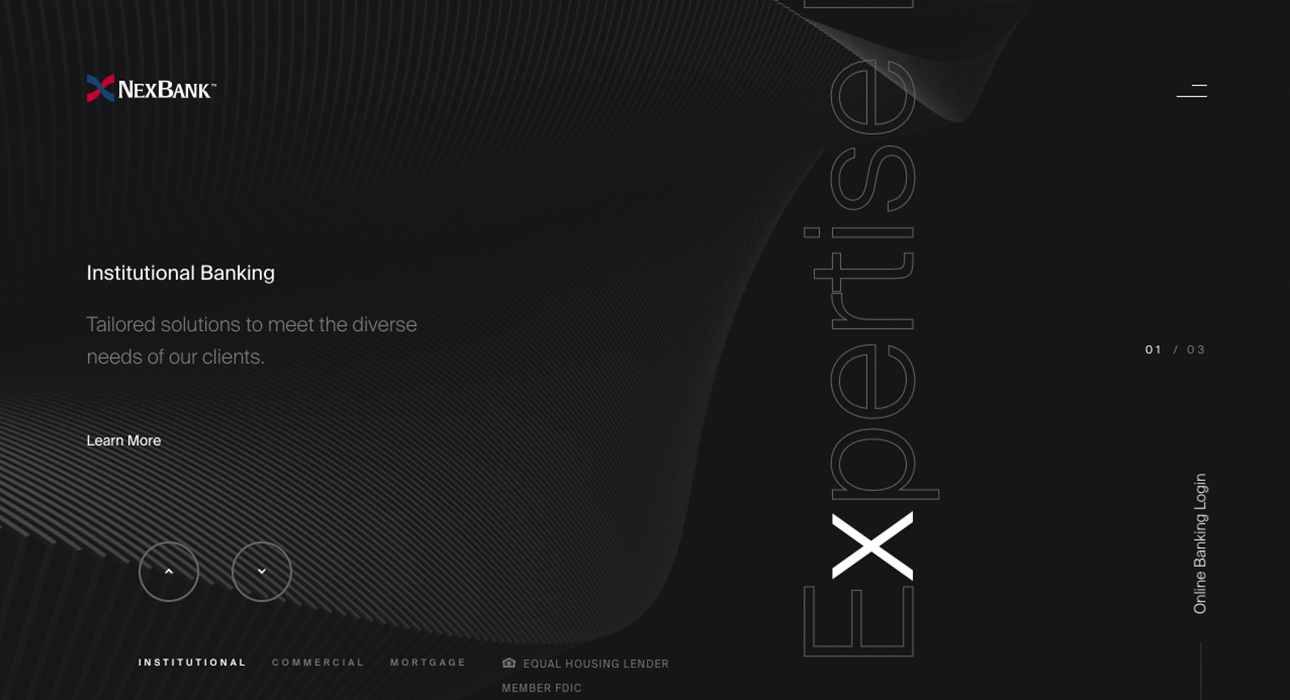 NEXBANK™
Institutional Banking
Tailored solutions to meet the diverse
needs of our clients.
Learn More
Expertise
01 / 03
Online Banking Login
INSTITUTIONAL COMMERCIAL MORTGAGE
EQUAL HOUSING LENDER
MEMBER FDIC